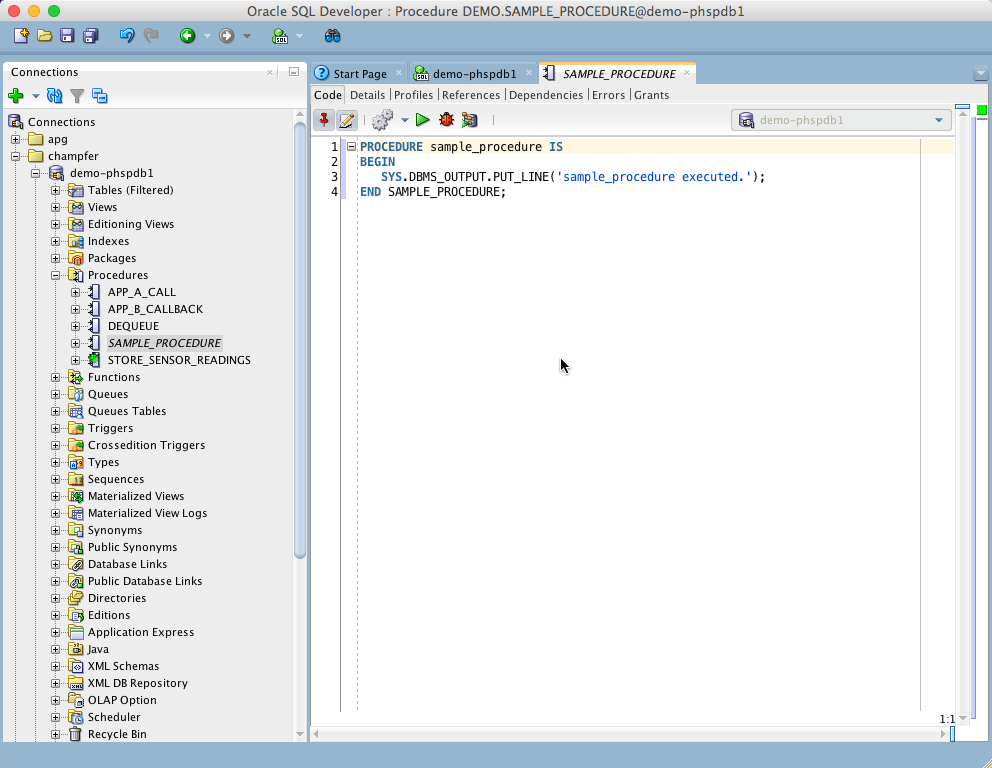 Oracle SQL Developer : Procedure DEMO.SAMPLE_PROCEDURE@demo-phspdb1
Connections
Connections
apg
champfer
demo-phspdb1
Tables (Filtered)
Views
Editioning Views
Indexes
Packages
Procedures
APP_A_CALL
APP_B_CALLBACK
DEQUEUE
SAMPLE_PROCEDURE
STORE_SENSOR_READINGS
Functions
Queues
Queues Tables
Triggers
Crossedition Triggers
Types
Sequences
Materialized Views
Materialized View Logs
Synonyms
Public Synonyms
Database Links
Public Database Links
Directories
Editions
Application Express
Java
XML Schemas
XML DB Repository
OLAP Option
Scheduler
Recycle Bin
Start Page demo-phspdb1 SAMPLE_PROCEDURE
Code Details Profiles References Dependencies Errors Grants
demo-phspdb1
1 PROCEDURE sample_procedure IS
2 BEGIN
3 SYS.DBMS_OUTPUT.PUT_LINE('sample_procedure executed.');
4 END SAMPLE_PROCEDURE;
1:1